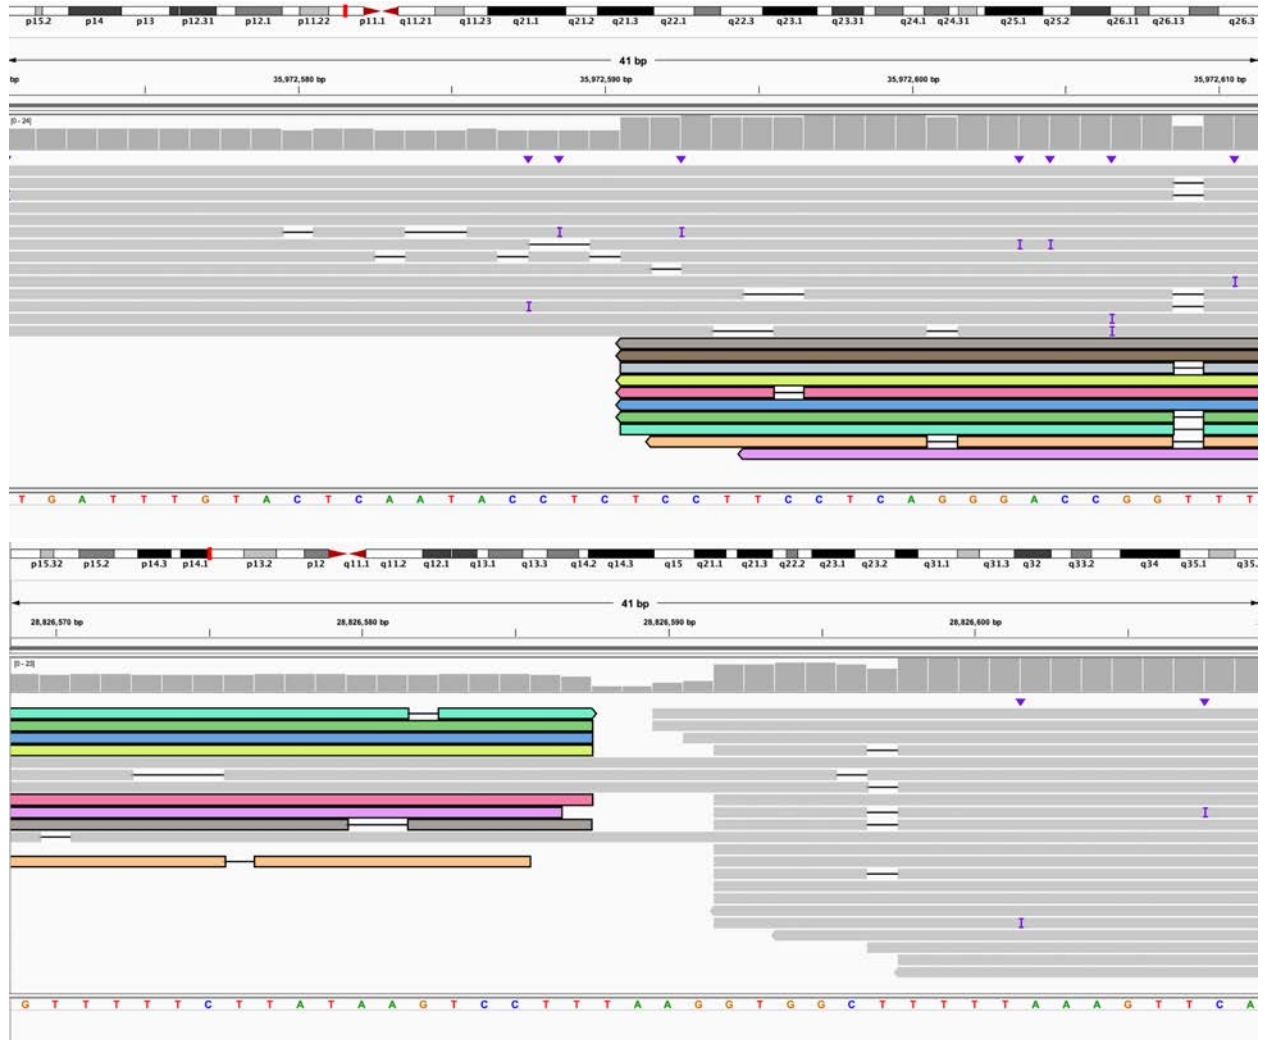 p15.2 p14 p13 p12.31 p12.1 p11.22 p11.1 q11.21 q11.23 q21.1 q21.2 q21.3 q22.1 q22.3 q23.1 q23.31 q24.1 q24.31 q25.1 q25.2 q26.11 q26.13 q26.3
41 bp
bp 35,972,580 bp 35,972,590 bp 35,972,600 bp 35,972,610 bp
[0 - 24]
T G A T T T G T A C T C A A T A C C T C T C C T T C C T C A G G G A C C G G T T T
p15.32 p15.2 p14.3 p14.1 p13.2 p12 q11.1 q11.2 q12.1 q13.1 q13.3 q14.2 q14.3 q15 q21.1 q21.3 q22.2 q23.1 q23.2 q31.1 q31.3 q32 q33.2 q34 q35.1 q35.
41 bp
28,826,570 bp 28,826,580 bp 28,826,590 bp 28,826,600 bp
[0 - 23]
G T T T T T C T T A T A A G T C C T T T A A G G T G G C T T T T T A A A G T T C A